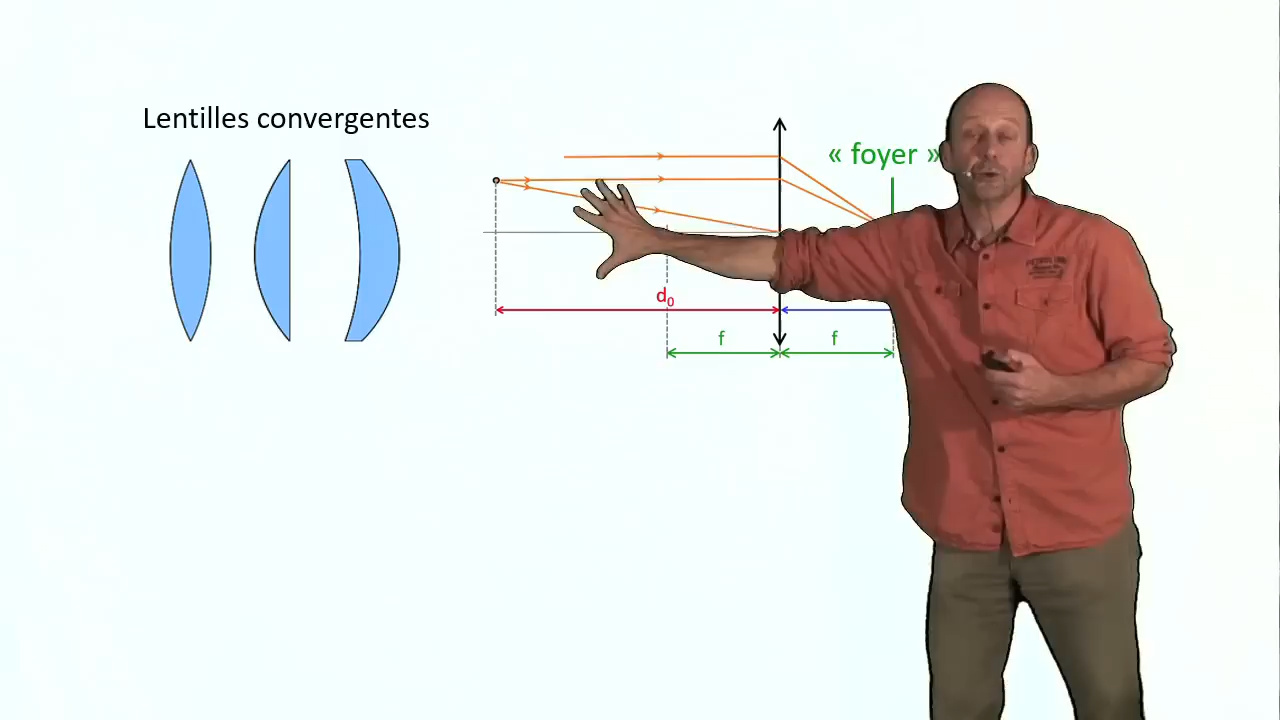 Lentilles convergentes
« foyer »
d₀
f
f